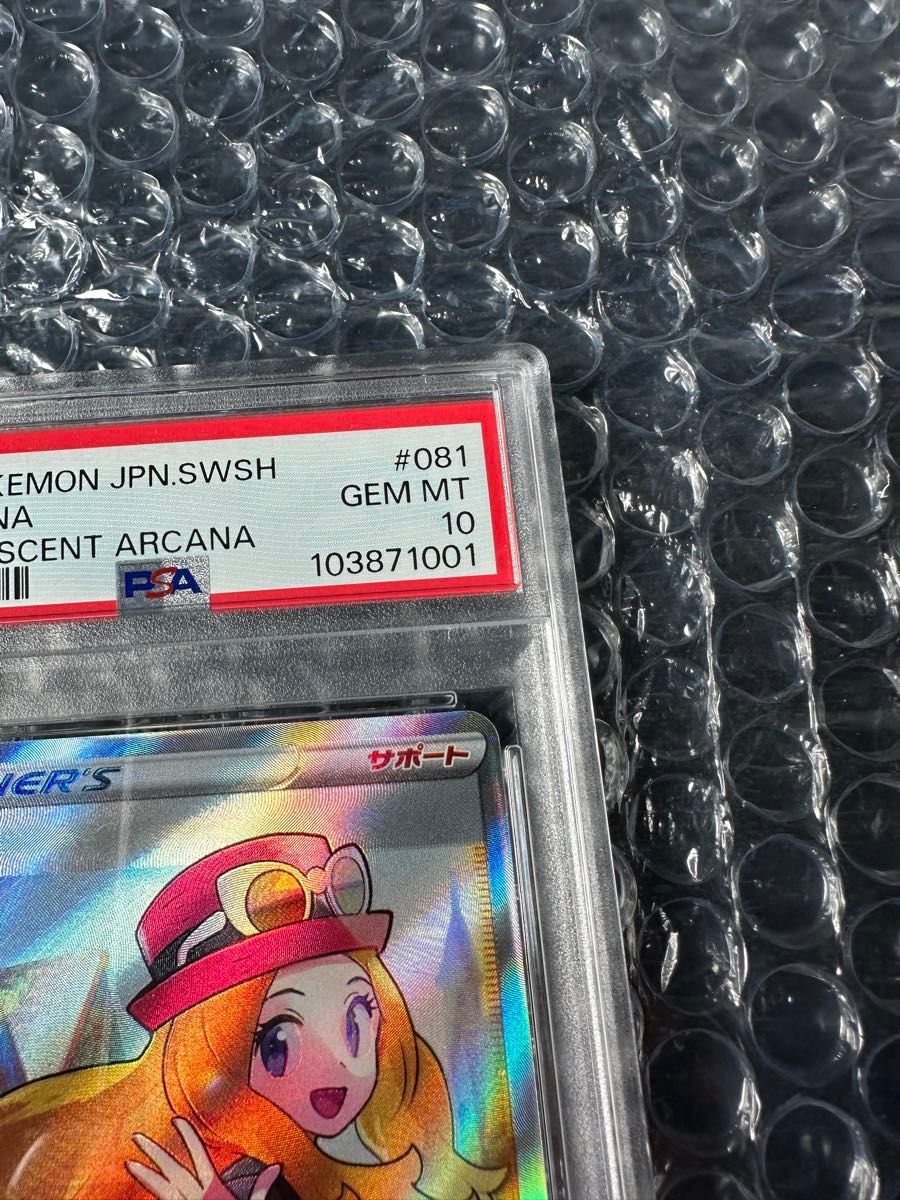 KEMON JPN.SWSH #081
NA GEM MT
SCENT ARCANA 10
103871001
PSA
NER'S サポート